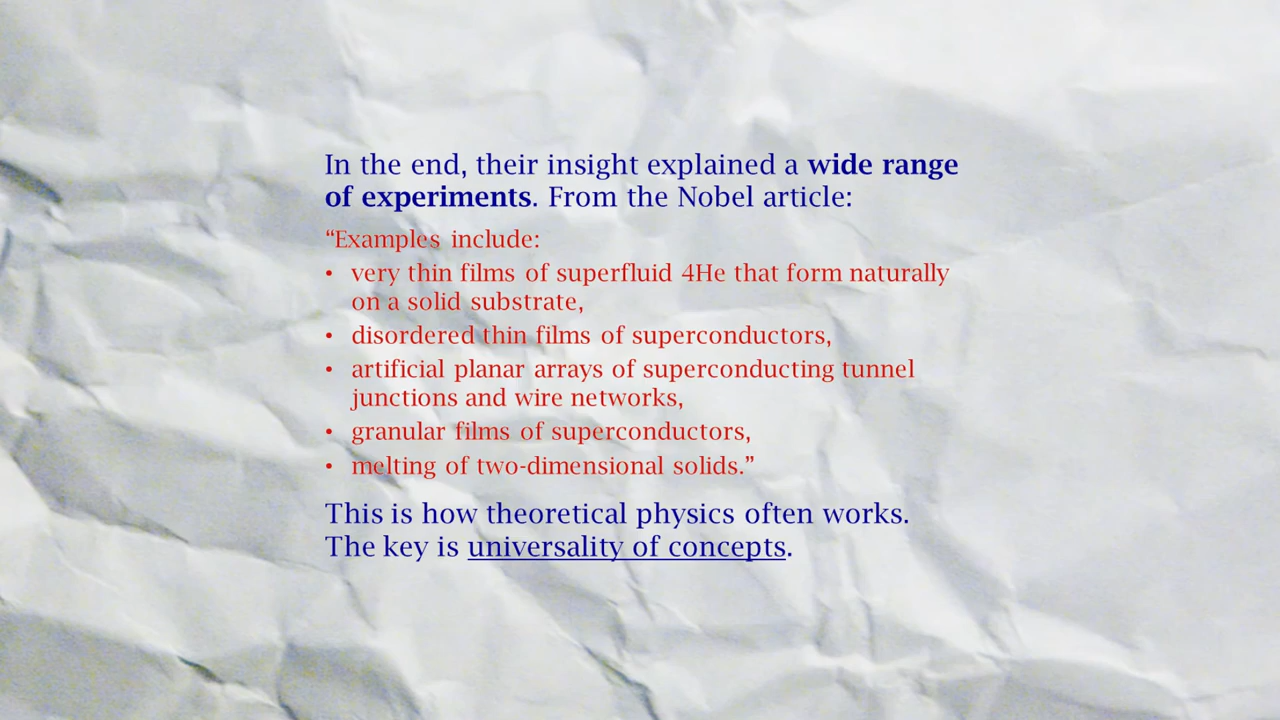 In the end, their insight explained a wide range
of experiments. From the Nobel article:
“Examples include:
• very thin films of superfluid 4He that form naturally
on a solid substrate,
• disordered thin films of superconductors,
• artificial planar arrays of superconducting tunnel
junctions and wire networks,
• granular films of superconductors,
• melting of two-dimensional solids.”
This is how theoretical physics often works.
The key is universality of concepts.